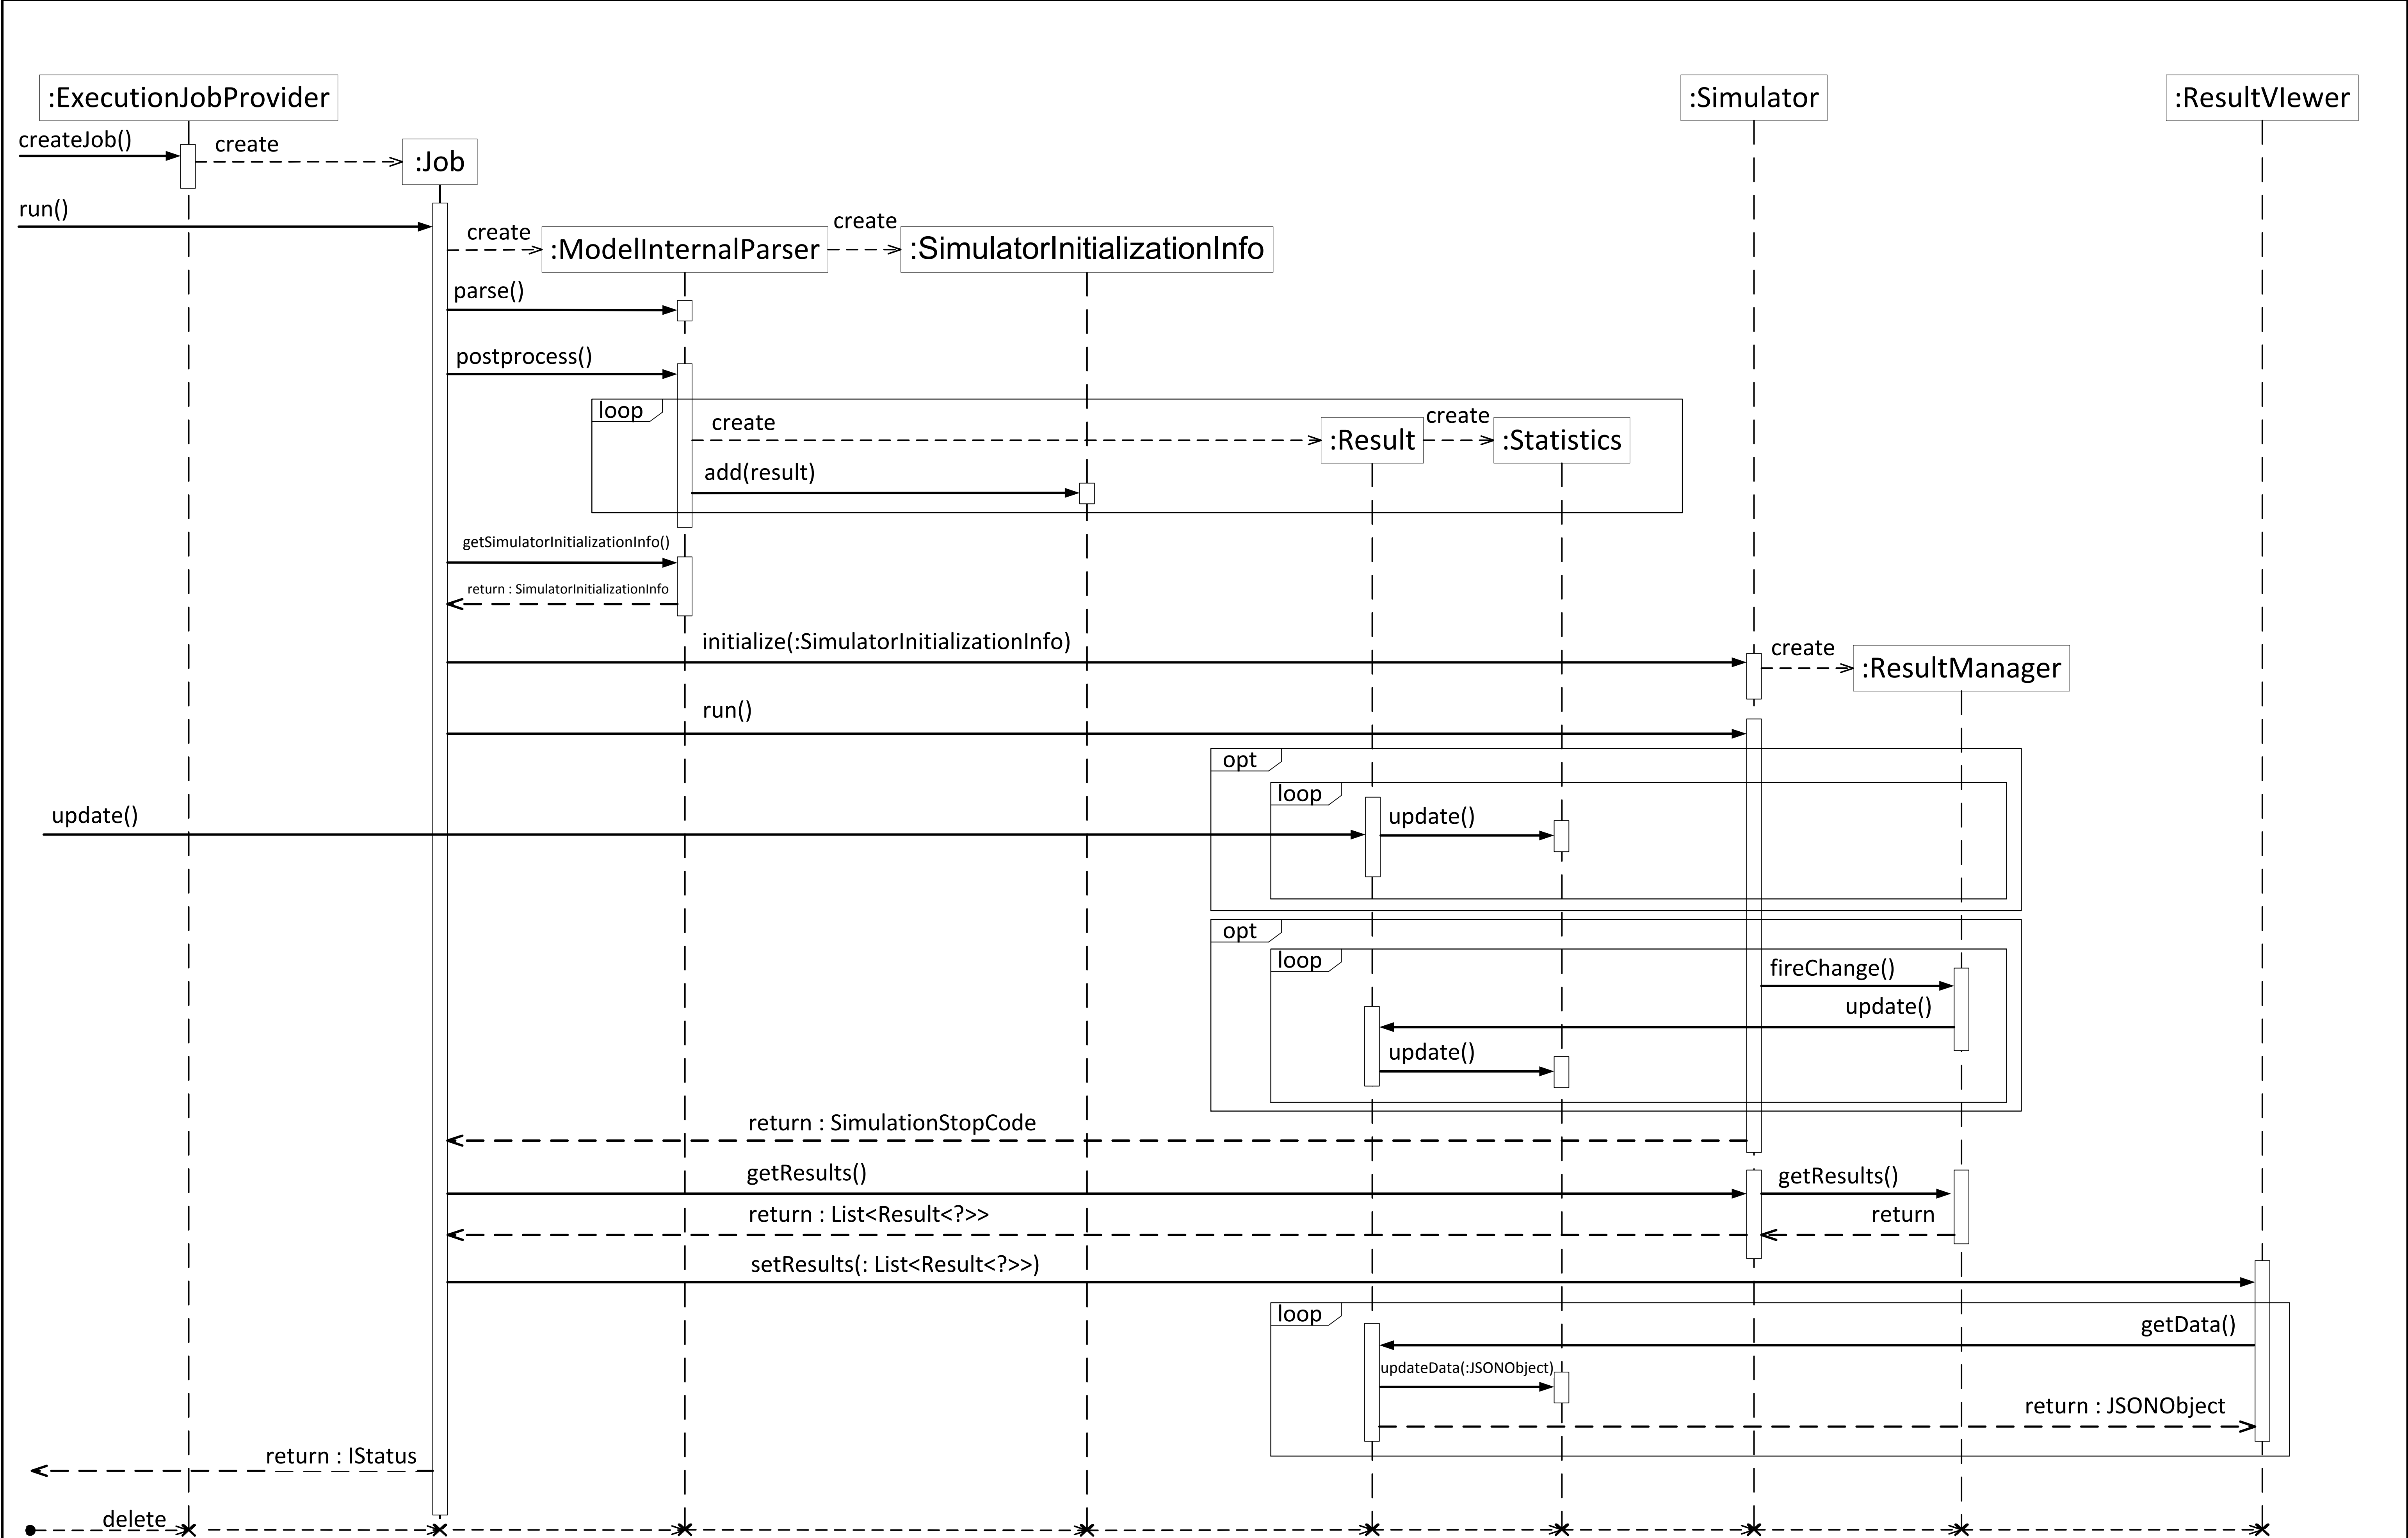 :ExecutionJobProvider
:Simulator
:ResultVIewer
createJob()
create
:Job
run()
create
:ModelInternalParser
create
:SimulatorInitializationInfo
parse()
postprocess()
loop
create
:Result
create
:Statistics
add(result)
getSimulatorInitializationInfo()
return : SimulatorInitializationInfo
initialize(:SimulatorInitializationInfo)
create
:ResultManager
run()
opt
loop
update()
update()
opt
loop
fireChange()
update()
update()
return : SimulationStopCode
getResults()
getResults()
return : List<Result<?>>
return
setResults(: List<Result<?>>)
loop
getData()
updateData(:JSONObject)
return : JSONObject
return : IStatus
delete